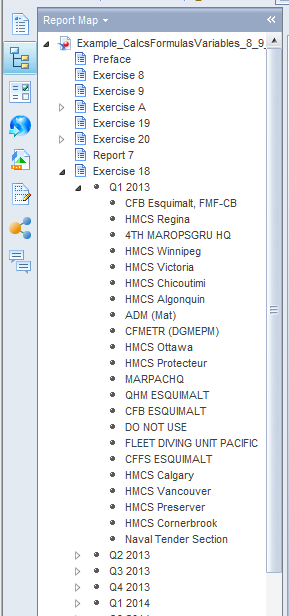 Report Map
Example_CalcsFormulasVariables_8_9_
Preface
Exercise 8
Exercise 9
Exercise A
Exercise 19
Exercise 20
Report 7
Exercise 18
Q1 2013
CFB Esquimalt, FMF-CB
HMCS Regina
4TH MAROPSGRU HQ
HMCS Winnipeg
HMCS Victoria
HMCS Chicoutimi
HMCS Algonquin
ADM (Mat)
CFMETR (DGMEPM)
HMCS Ottawa
HMCS Protecteur
MARPACHQ
QHM ESQUIMALT
CFB ESQUIMALT
DO NOT USE
FLEET DIVING UNIT PACIFIC
CFFS ESQUIMALT
HMCS Calgary
HMCS Vancouver
HMCS Preserver
HMCS Cornerbrook
Naval Tender Section
Q2 2013
Q3 2013
Q4 2013
Q1 2014